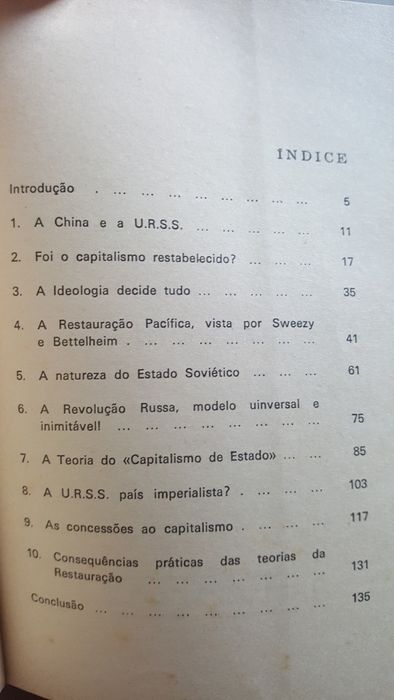 ÍNDICE
Introdução . ... ... ... ... ... ... ... ... 5
1. A China e a U.R.S.S. ... ... ... ... ... 11
2. Foi o capitalismo restabelecido? ... ... ... 17
3. A Ideologia decide tudo ... ... ... ... ... 35
4. A Restauração Pacífica, vista por Sweezy
e Bettelheim . ... ... ... ... ... ... ... ... 41
5. A natureza do Estado Soviético ... ... ... 61
6. A Revolução Russa, modelo uinversal e
inimitável! ... ... ... ... ... ... ... ... 75
7. A Teoria do «Capitalismo de Estado» ... ... 85
8. A U.R.S.S. país imperialista? . ... ... ... 103
9. As concessões ao capitalismo . ... ... ... 117
10. Consequências práticas das teorias da
Restauração ... ... ... ... ... ... ... 131
Conclusão ... ... ... ... ... ... ... ... ... 135